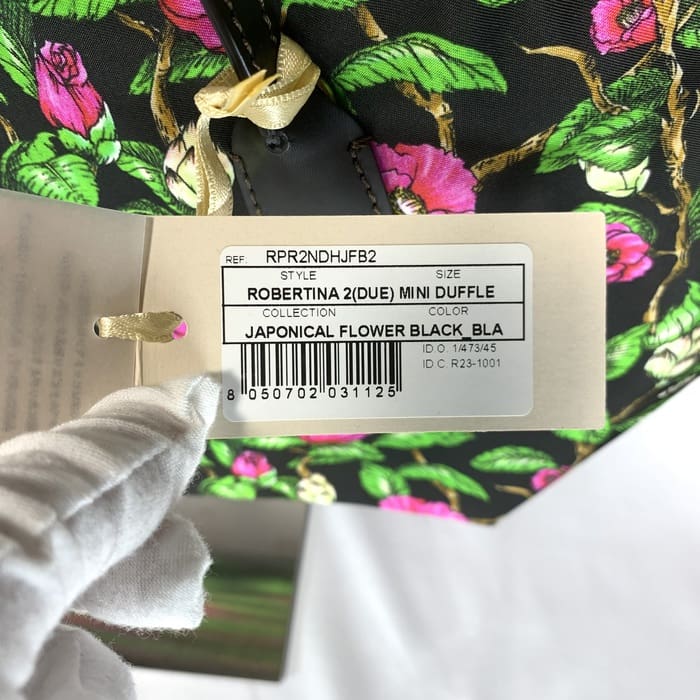 REF. RPR2NDHJFB2
STYLE SIZE
ROBERTINA 2(DUE) MINI DUFFLE
COLLECTION COLOR
JAPONICAL FLOWER BLACK_BLA
ID O. 1/473/45
ID C. R23-1001
8 050702 031125